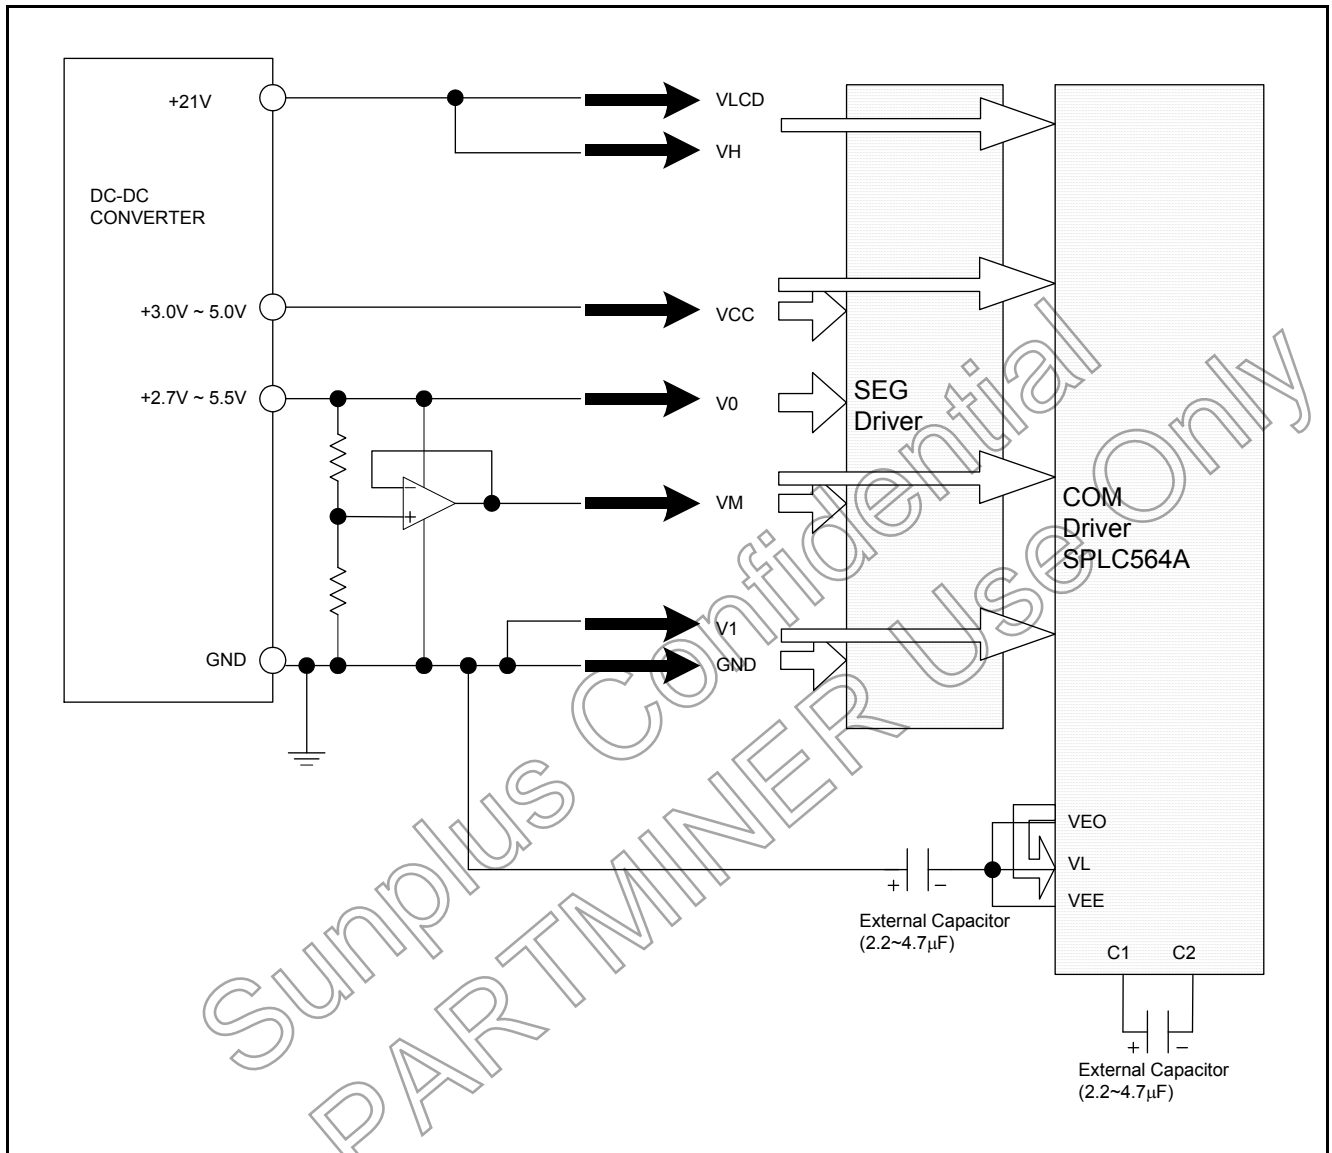 +21V
VLCD
VH
DC-DC
CONVERTER
+3.0V ~ 5.0V
VCC
+2.7V ~ 5.5V
V0
SEG
Driver
−
+
VM
COM
Driver
SPLC564A
V1
GND
GND
VEO
VL
VEE
+ −
External Capacitor
(2.2~4.7μF)
C1 C2
+ −
External Capacitor
(2.2~4.7μF)
Sunplus Confidential
PARTMINER Use Only